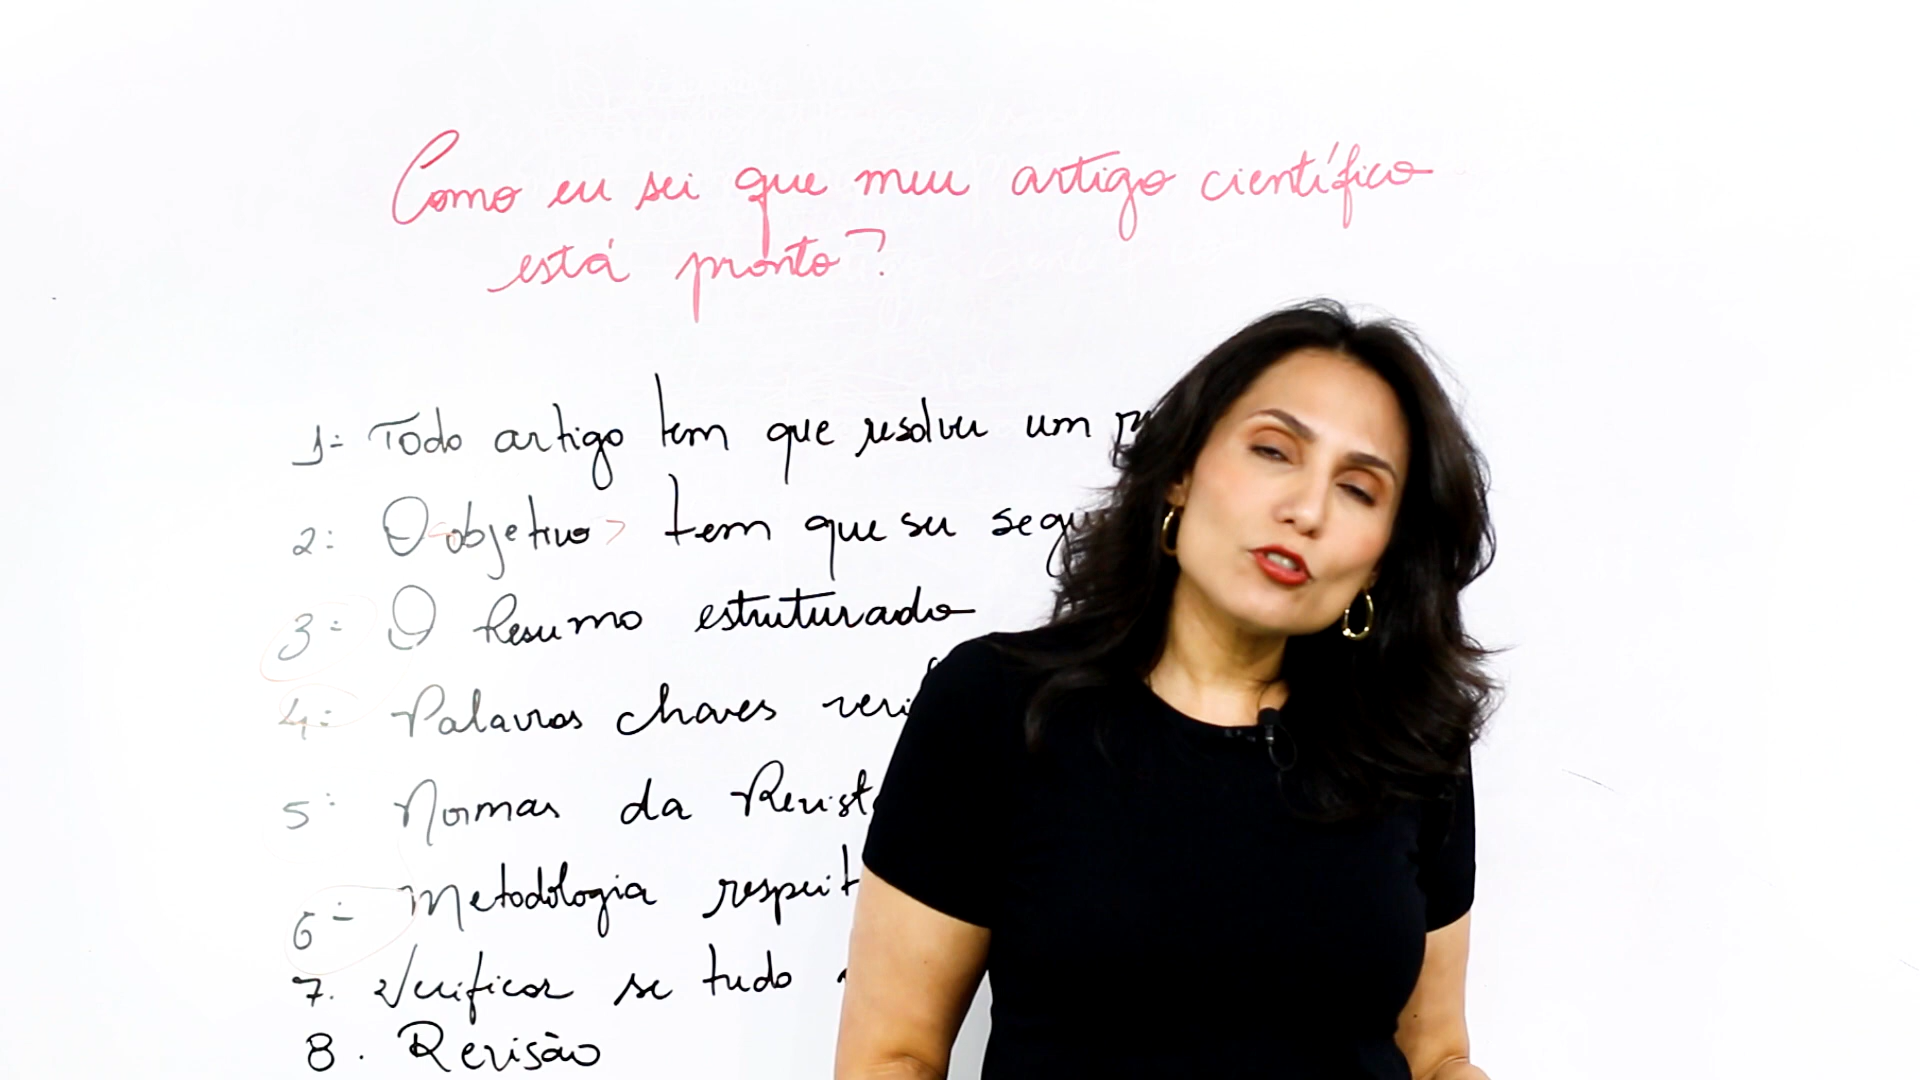 Como eu sei que meu artigo científico
está pronto?
1- Todo artigo tem que resolver um
2- O objetivo tem que ser
3- O Resumo estruturado
4- Palavras chaves
5- Normas da
6- Metodologia
7. Verificar se tudo
8. Revisão